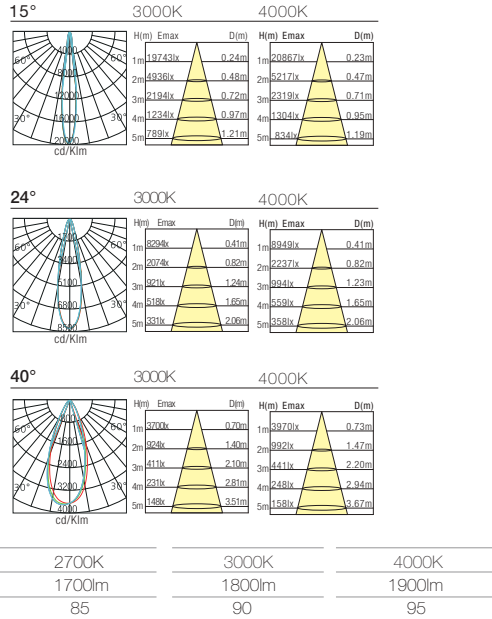 15° 3000K 4000K
H(m) Emax D(m) H(m) Emax D(m)
4000 1m 19743lx 0.24m 1m 20867lx 0.23m
60° 60°
8000 2m 4936lx 0.48m 2m 5217lx 0.47m
12000 3m 2194lx 0.72m 3m 2319lx 0.71m
30° 16000 30° 4m 1234lx 0.97m 4m 1304lx 0.95m
20000 5m 789lx 1.21m 5m 834lx 1.19m
cd/Klm
24° 3000K 4000K
H(m) Emax D(m) H(m) Emax D(m)
1700 1m 8294lx 0.41m 1m 8949lx 0.41m
60° 60°
3400 2m 2074lx 0.82m 2m 2237lx 0.82m
5100 3m 921lx 1.24m 3m 994lx 1.23m
30° 6800 30° 4m 518lx 1.65m 4m 559lx 1.65m
8500 5m 331lx 2.06m 5m 358lx 2.06m
cd/Klm
40° 3000K 4000K
H(m) Emax D(m) H(m) Emax D(m)
800 1m 3700lx 0.70m 1m 3970lx 0.73m
60° 60°
1600 2m 924lx 1.40m 2m 992lx 1.47m
2400 3m 411lx 2.10m 3m 441lx 2.20m
30° 3200 30° 4m 231lx 2.81m 4m 248lx 2.94m
4000 5m 148lx 3.51m 5m 158lx 3.67m
cd/Klm
2700K 3000K 4000K
1700lm 1800lm 1900lm
85 90 95